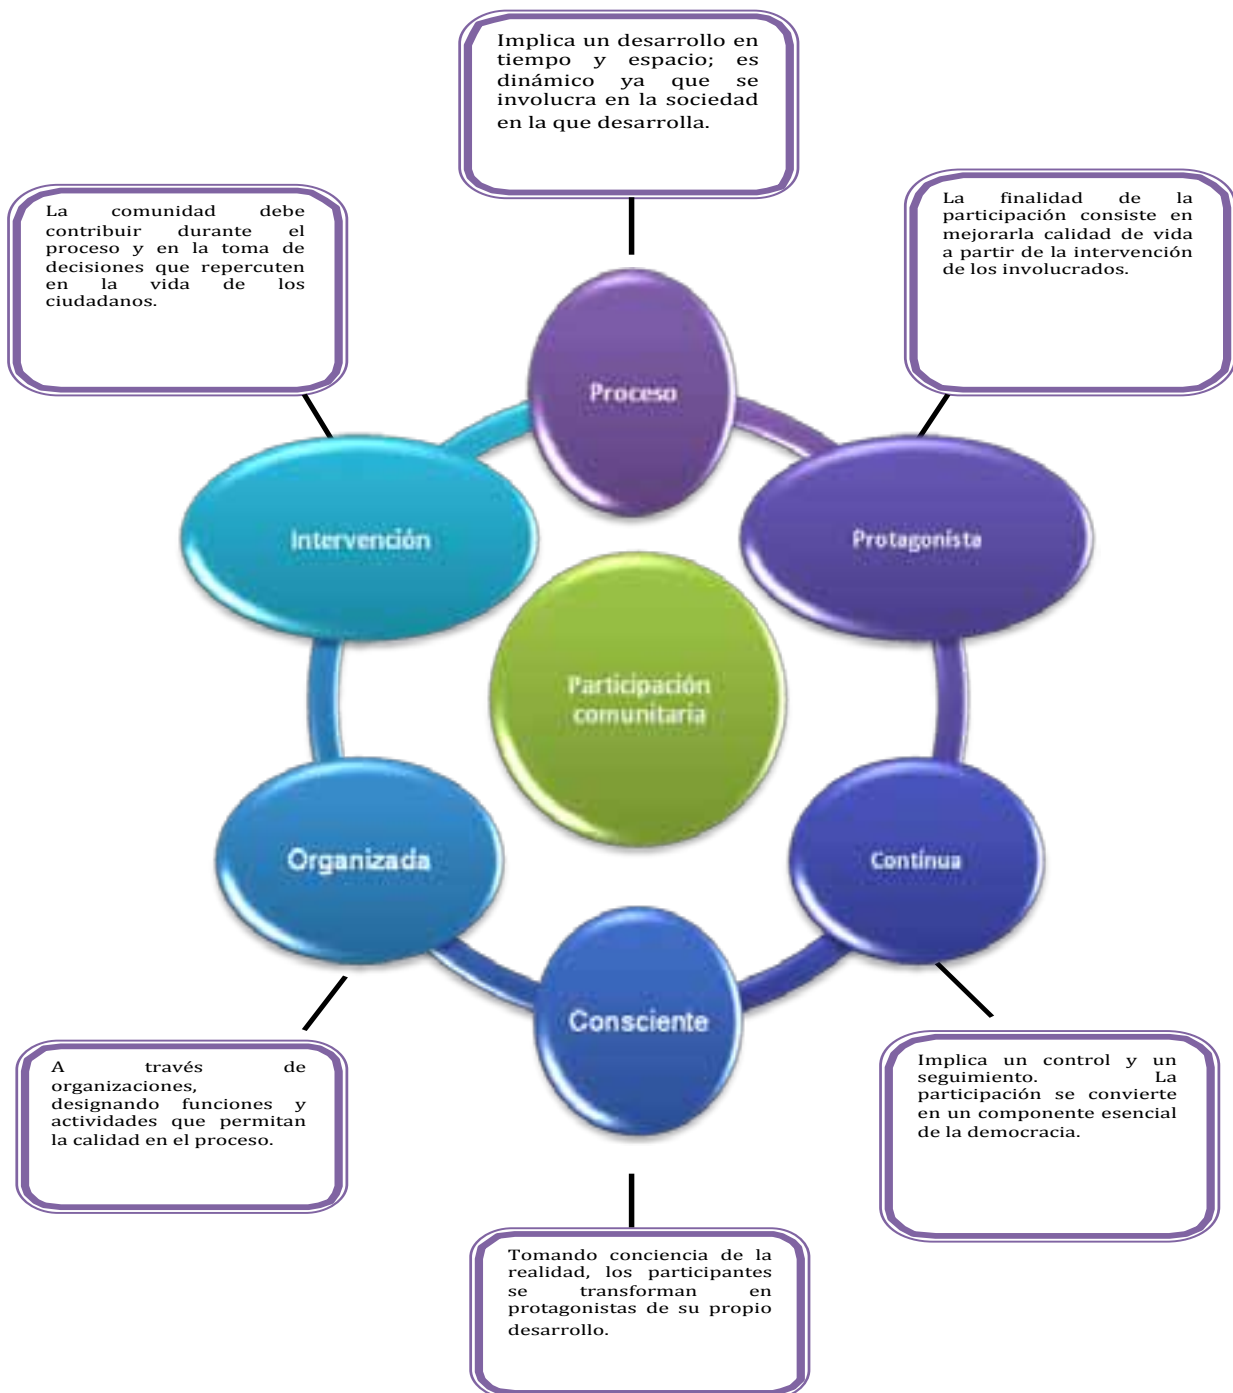 Implica un desarrollo en
tiempo y espacio; es
dinámico ya que se
involucra en la sociedad
en la que desarrolla.
La comunidad debe
contribuir durante el
proceso y en la toma de
decisiones que repercuten
en la vida de los
ciudadanos.
La finalidad de la
participación consiste en
mejorarla calidad de vida
a partir de la intervención
de los involucrados.
Proceso
Intervención
Protagonista
Participación
comunitaria
Organizada
Contínua
Consciente
A través de
organizaciones,
designando funciones y
actividades que permitan
la calidad en el proceso.
Implica un control y un
seguimiento. La
participación se convierte
en un componente esencial
de la democracia.
Tomando conciencia de la
realidad, los participantes
se transforman en
protagonistas de su propio
desarrollo.